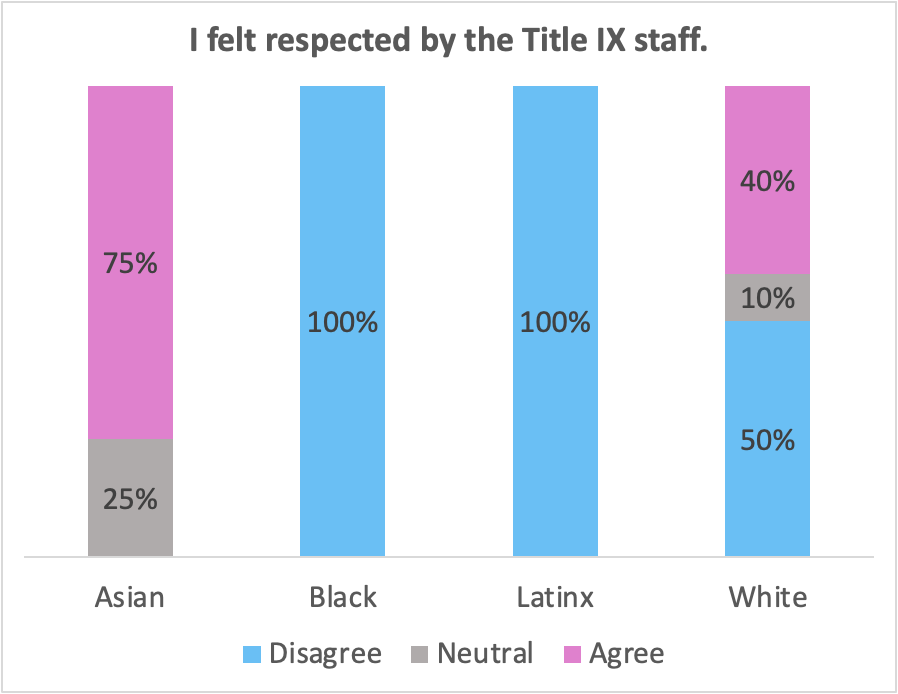 I felt respected by the Title IX staff.
40%
75%
10%
100%
100%
50%
25%
Asian
Black
Latinx
White
Disagree
Neutral
Agree